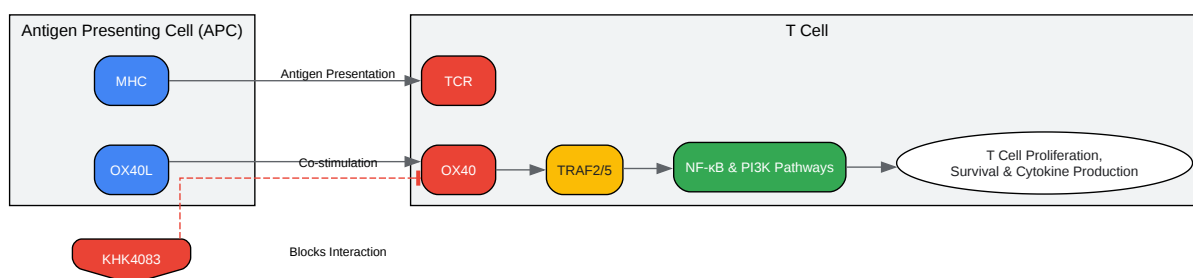 Antigen Presenting Cell (APC)
T Cell
MHC
Antigen Presentation
TCR
OX40L
Co-stimulation
OX40
TRAF2/5
NF-κB & PI3K Pathways
T Cell Proliferation,
Survival & Cytokine Production
KHK4083
Blocks Interaction